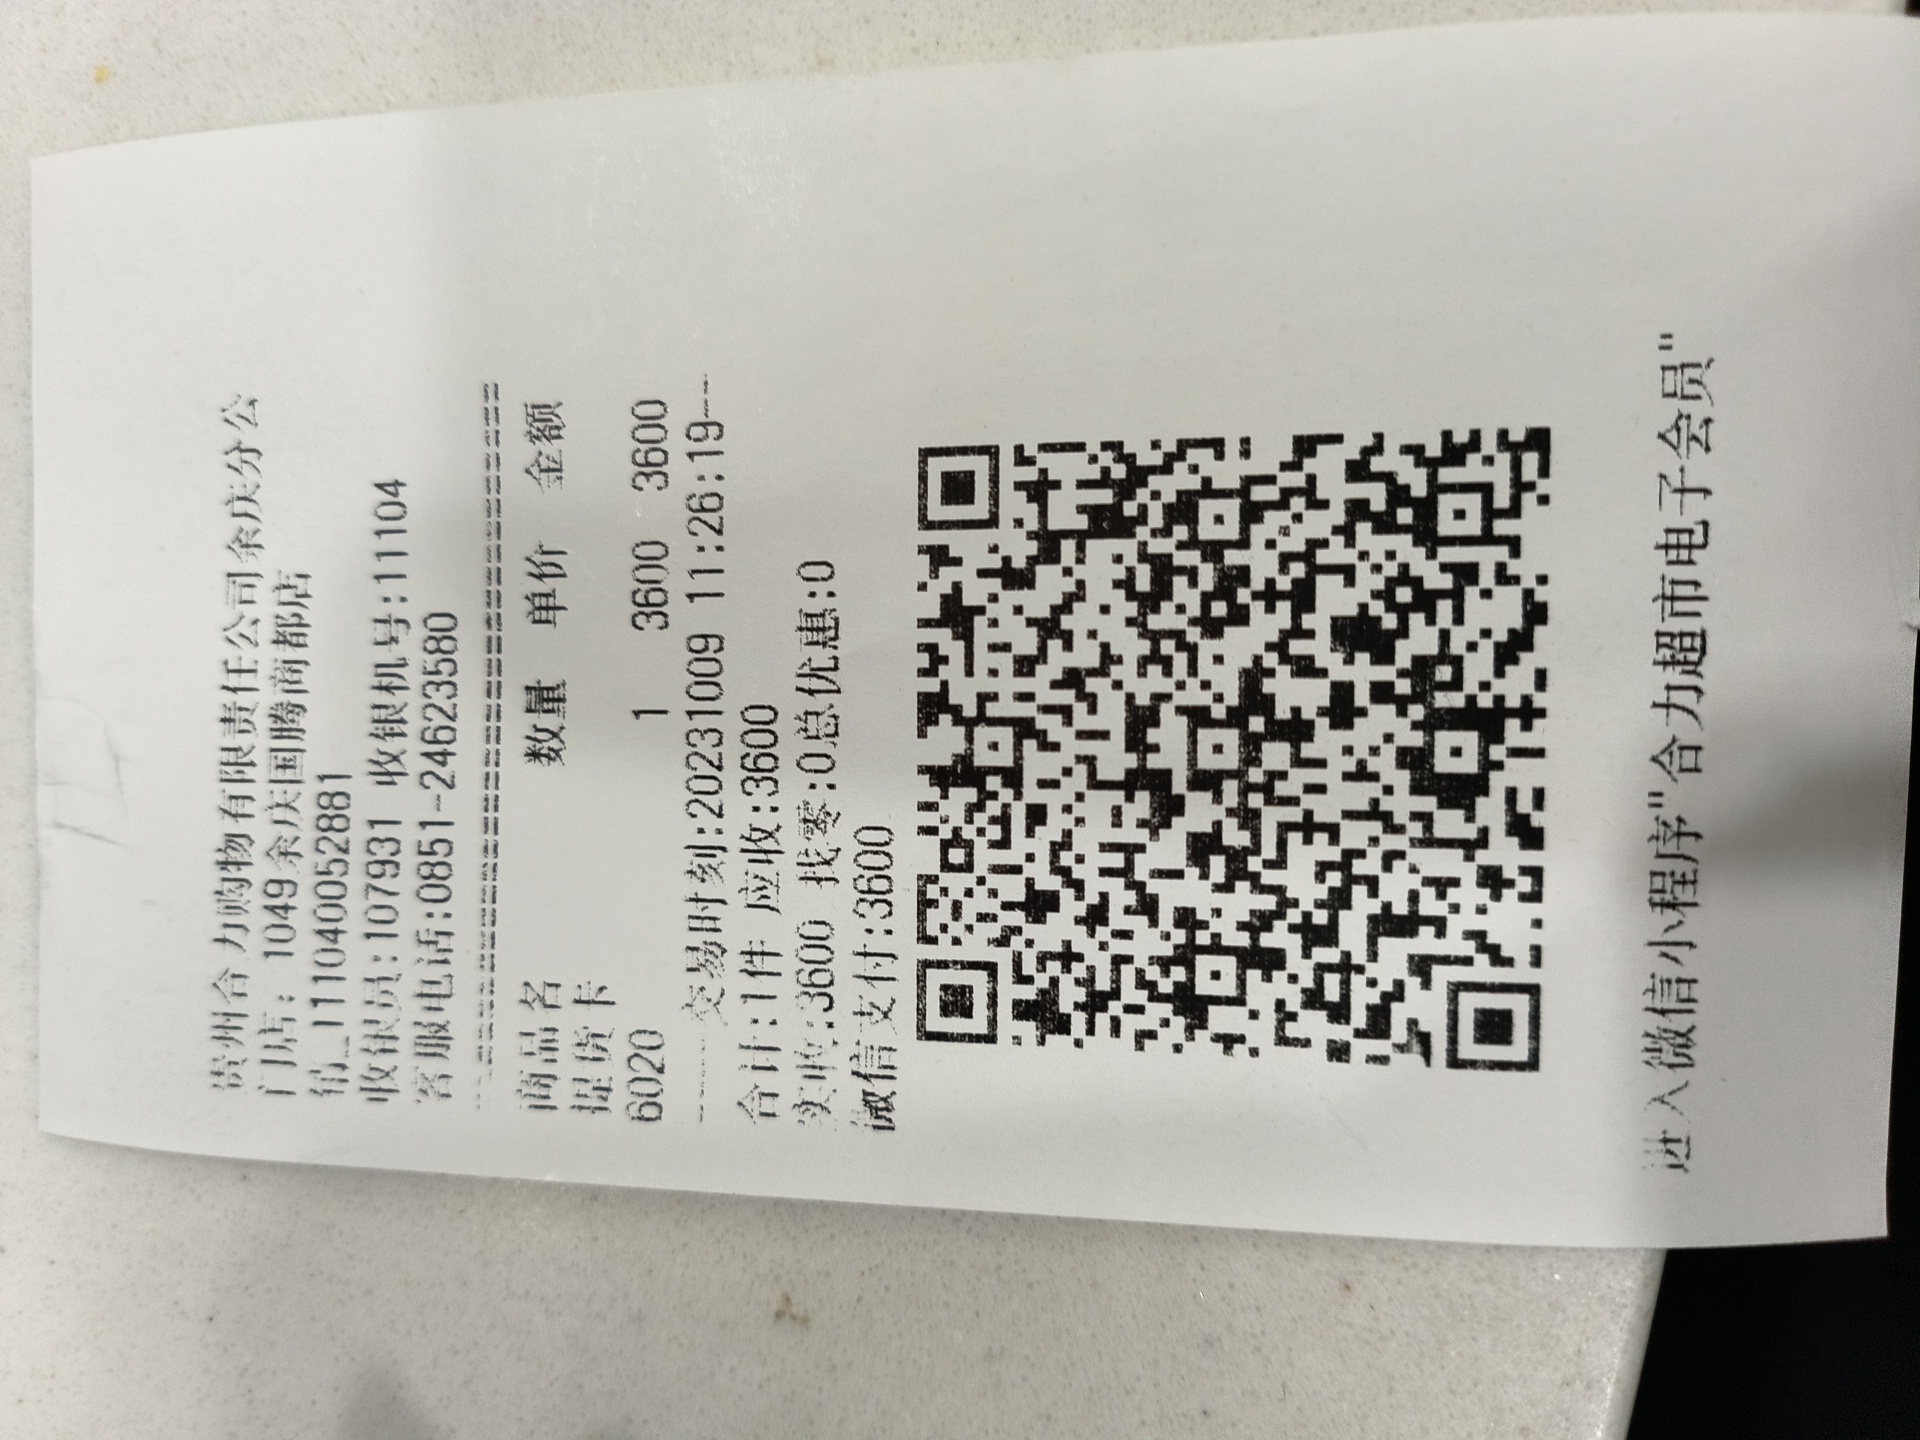 贵州合力购物有限责任公司余庆分公
门店: 1049余庆国腾商都店
销_111040052881
收银员:107931 收银机号:111104
客服电话:0851-24623580
商品名 数量 单价 金额
提货卡
6020 1 3600 3600
交易时刻:20231009 11:26:19
合计:1件 应收:3600
实收:3600 找零:0总优惠:0
微信支付:3600
进入微信小程序"合力超市电子会员"